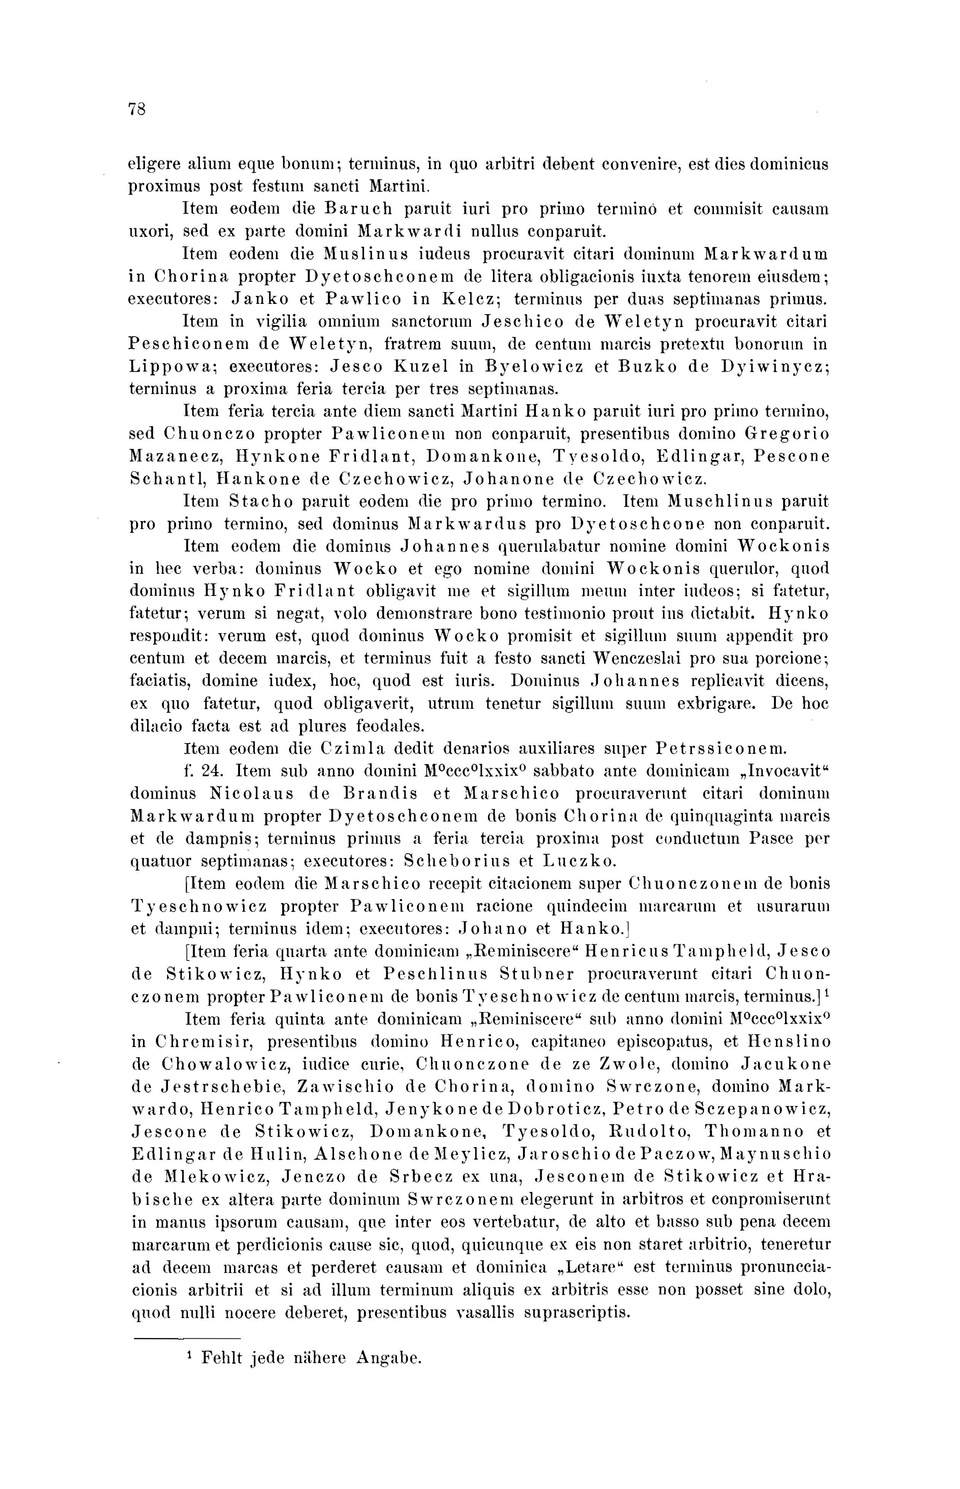 78
eligere alium eque bonum; terminus, in quo arbitri debent convenire, est dies dominicus
proximus post festum sancti Martini.
Item eodem die Baruch paruit iuri pro primo termino et commisit causam
uxori, sed ex parte domini Markwardi nullus conparuit.
Item eodem die Muslinus iudeus procuravit citari dominum Markwardum
in Chorina propter Dyetoschconem de litera obligacionis iuxta tenorem eiusdem;
executores: Janko et Pawlico in Kelcz; terminus per duas septimanas primus.
Item in vigilia omnium sanctorum Jeschico de Weletyn procuravit citari
Peschiconem de Weletyn, fratrem suum, de centum marcis pretextu bonorum in
Lippowa; executores: Jesco Kuzel in Byelowicz et Buzko de Dyiwinycz;
terminus a proxima feria tercia per tres septimanas.
Item feria tercia ante diem sancti Martini Hanko paruit iuri pro primo termino,
sed Chuonczo propter Pawliconem non conparuit, presentibus domino Gregorio
Mazanecz, Hynkone Fridlant, Domankone, Tyesoldo, Edlingar, Pescone
Schantl, Hankone de Czechowicz, Johanone de Czechowicz.
Item Stacho paruit eodem die pro primo termino. Item Muschlinus paruit
pro primo termino, sed dominus Markwardus pro Dyetoschcone non conparuit.
Item eodem die dominus Johannes querulabatur nomine domini Wockonis
in hec verba: dominus Wocko et ego nomine domini Wockonis querulor, quod
dominus Hynko Fridlant obligavit me et sigillum meum inter iudeos; si fatetur,
fatetur; verum si negat, volo demonstrare bono testimonio prout ius dictabit. Hynko
respondit: verum est, quod dominus Wocko promisit et sigillum suum appendit pro
centum et decem marcis, et terminus fuit a festo sancti Wenczeslai pro sua porcione;
faciatis, domine iudex, hoc, quod est iuris. Dominus Johannes replicavit dicens,
ex quo fatetur, quod obligaverit, utrum tenetur sigillum suum exbrigare. De hoc
dilacio facta est ad plures feodales.
Item eodem die Czimla dedit denarios auxiliares super Petrssiconem.
f. 24. Item sub anno domini M⁰ccc⁰lxxix⁰ sabbato ante dominicam „Invocavit“
dominus Nicolaus de Brandis et Marschico procuraverunt citari dominum
Markwardum propter Dyetoschconem de bonis Chorina de quinquaginta marcis
et de dampnis; terminus primus a feria tercia proxima post conductum Pasce per
quatuor septimanas; executores: Scheborius et Luczko.
[Item eodem die Marschico recepit citacionem super Chuonczonem de bonis
Tyeschnowicz propter Pawliconem racione quindecim marcarum et usurarum
et dampni; terminus idem; executores: Johano et Hanko.]
[Item feria quarta ante dominicam „Reminiscere“ Henricus Tampheld, Jesco
de Stikowicz, Hynko et Peschlinus Stubner procuraverunt citari Chuon-
czonem propter Pawliconem de bonis Tyeschnowicz de centum marcis, terminus.]¹
Item feria quinta ante dominicam „Reminiscere“ sub anno domini M⁰ccc⁰lxxix⁰
in Chremisir, presentibus domino Henrico, capitaneo episcopatus, et Henslino
de Chowalowicz, iudice curie, Chuonczone de ze Zwole, domino Jacukone
de Jestrschebie, Zawischio de Chorina, domino Swrczone, domino Mark-
wardo, Henrico Tampheld, Jenykone de Dobroticz, Petro de Sczepanowicz,
Jescone de Stikowicz, Domankone, Tyesoldo, Rudolto, Thomanno et
Edlingar de Hulin, Alschone de Meylicz, Jaroschio de Paczow, Maynuschio
de Mlekowicz, Jenczo de Srbecz ex una, Jesconem de Stikowicz et Hra-
bische ex altera parte dominum Swrczonem elegerunt in arbitros et conpromiserunt
in manus ipsorum causam, que inter eos vertebatur, de alto et basso sub pena decem
marcarum et perdicionis cause sic, quod, quicunque ex eis non staret arbitrio, teneretur
ad decem marcas et perderet causam et dominica „Letare“ est terminus pronunccia-
cionis arbitrii et si ad illum terminum aliquis ex arbitris esse non posset sine dolo,
quod nulli nocere deberet, presentibus vasallis suprascriptis.
¹ Fehlt jede nähere Angabe.